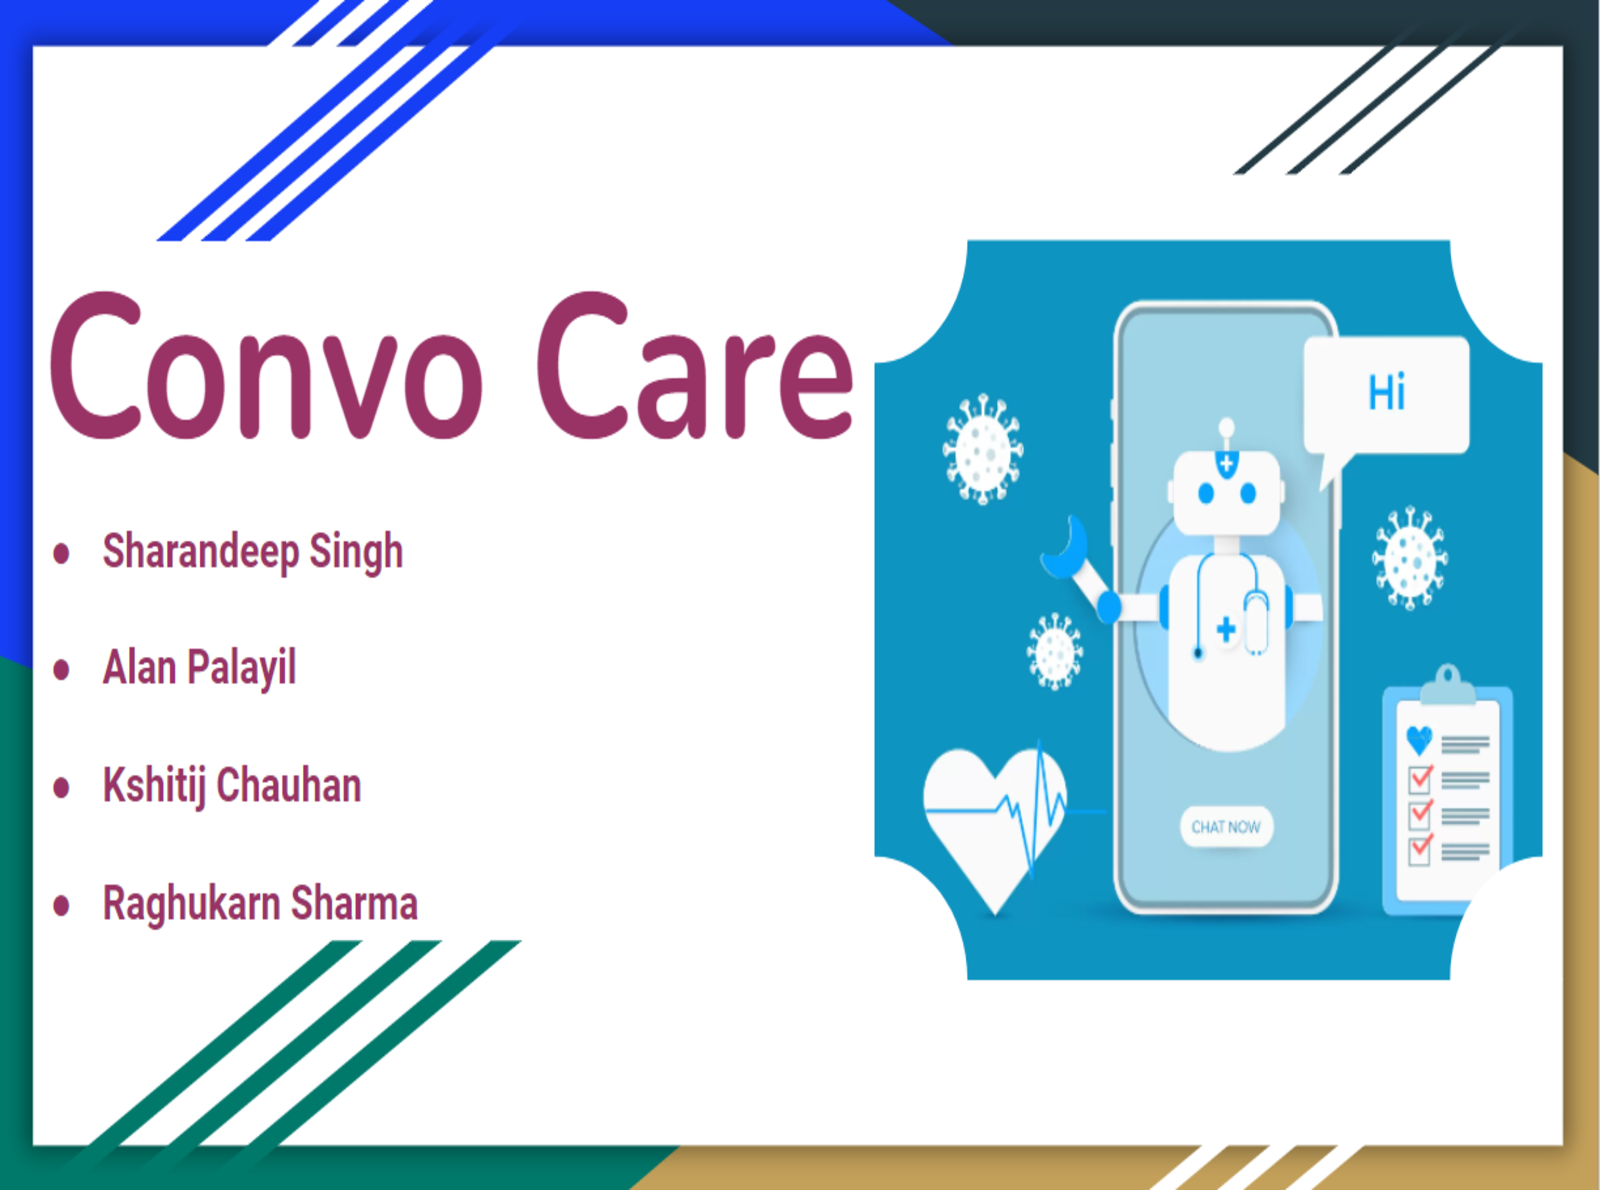 Convo Care
Sharandeep Singh
Alan Palayil
Kshitij Chauhan
Raghukarn Sharma
Hi
CHAT NOW